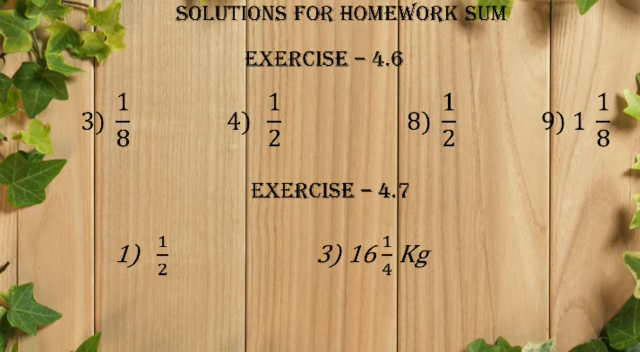 SOLUTIONS FOR HOMEWORK SUM
EXERCISE – 4.6
3) 1/8 4) 1/2 8) 1/2 9) 1 1/8
EXERCISE – 4.7
1) 1/2 3) 16 1/4 Kg